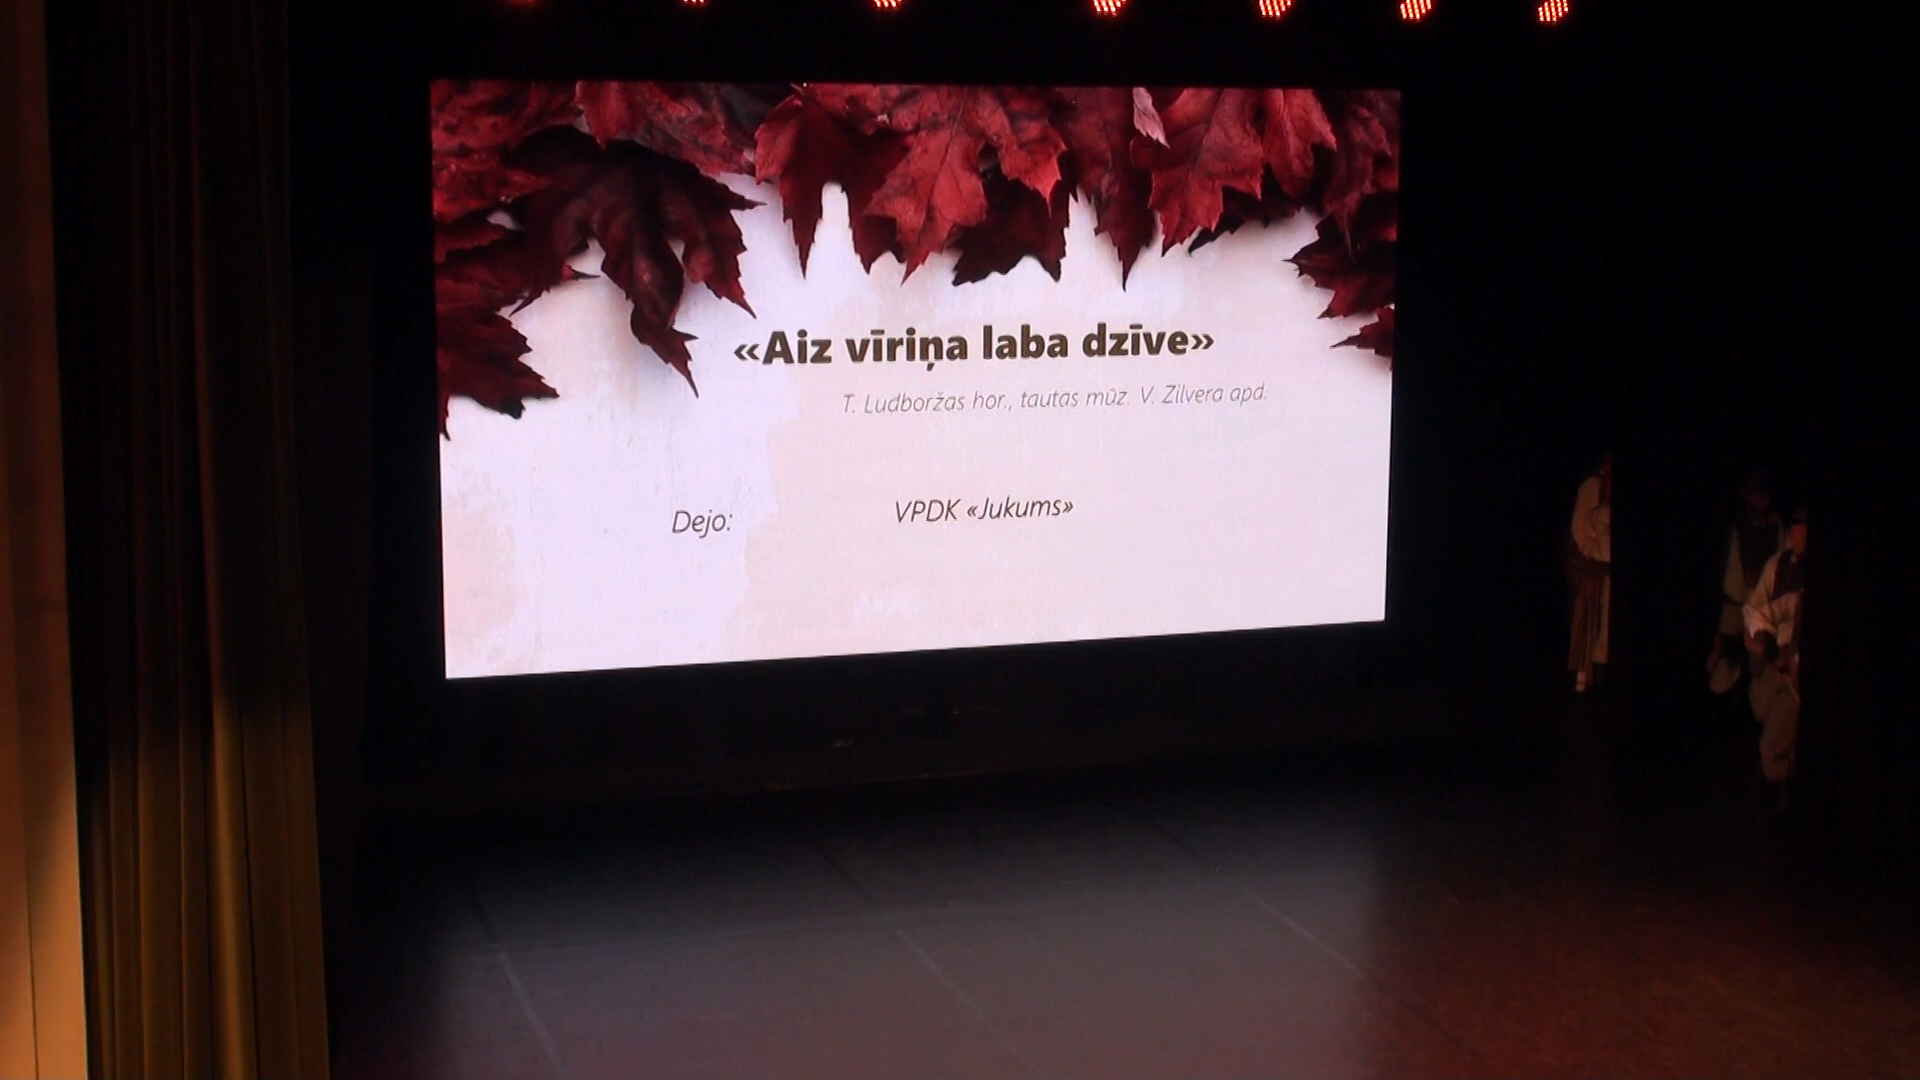 «Aiz vīriņa laba dzīve»
T. Ludboržas hor., tautas mūz. V. Zilvera apd.
Dejo: VPDK «Jukums»